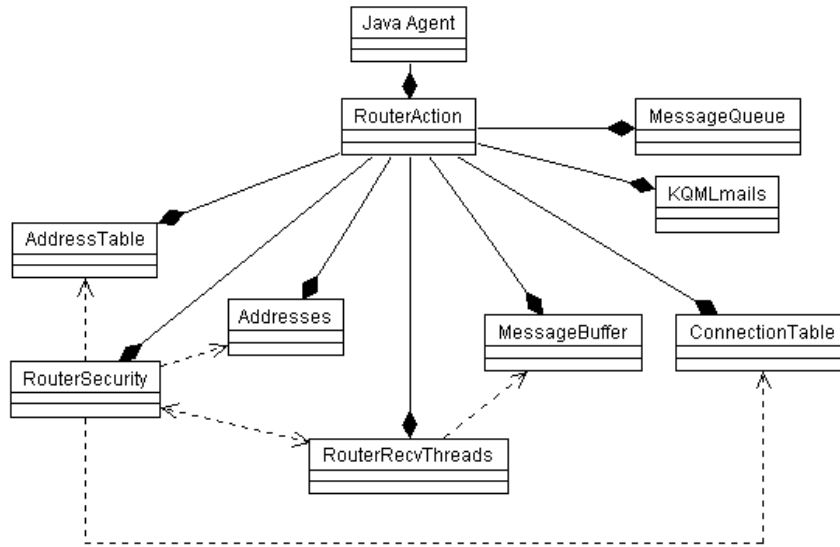 Java Agent
RouterAction
MessageQueue
KQMLmails
AddressTable
Addresses
MessageBuffer
ConnectionTable
RouterSecurity
RouterRecvThreads